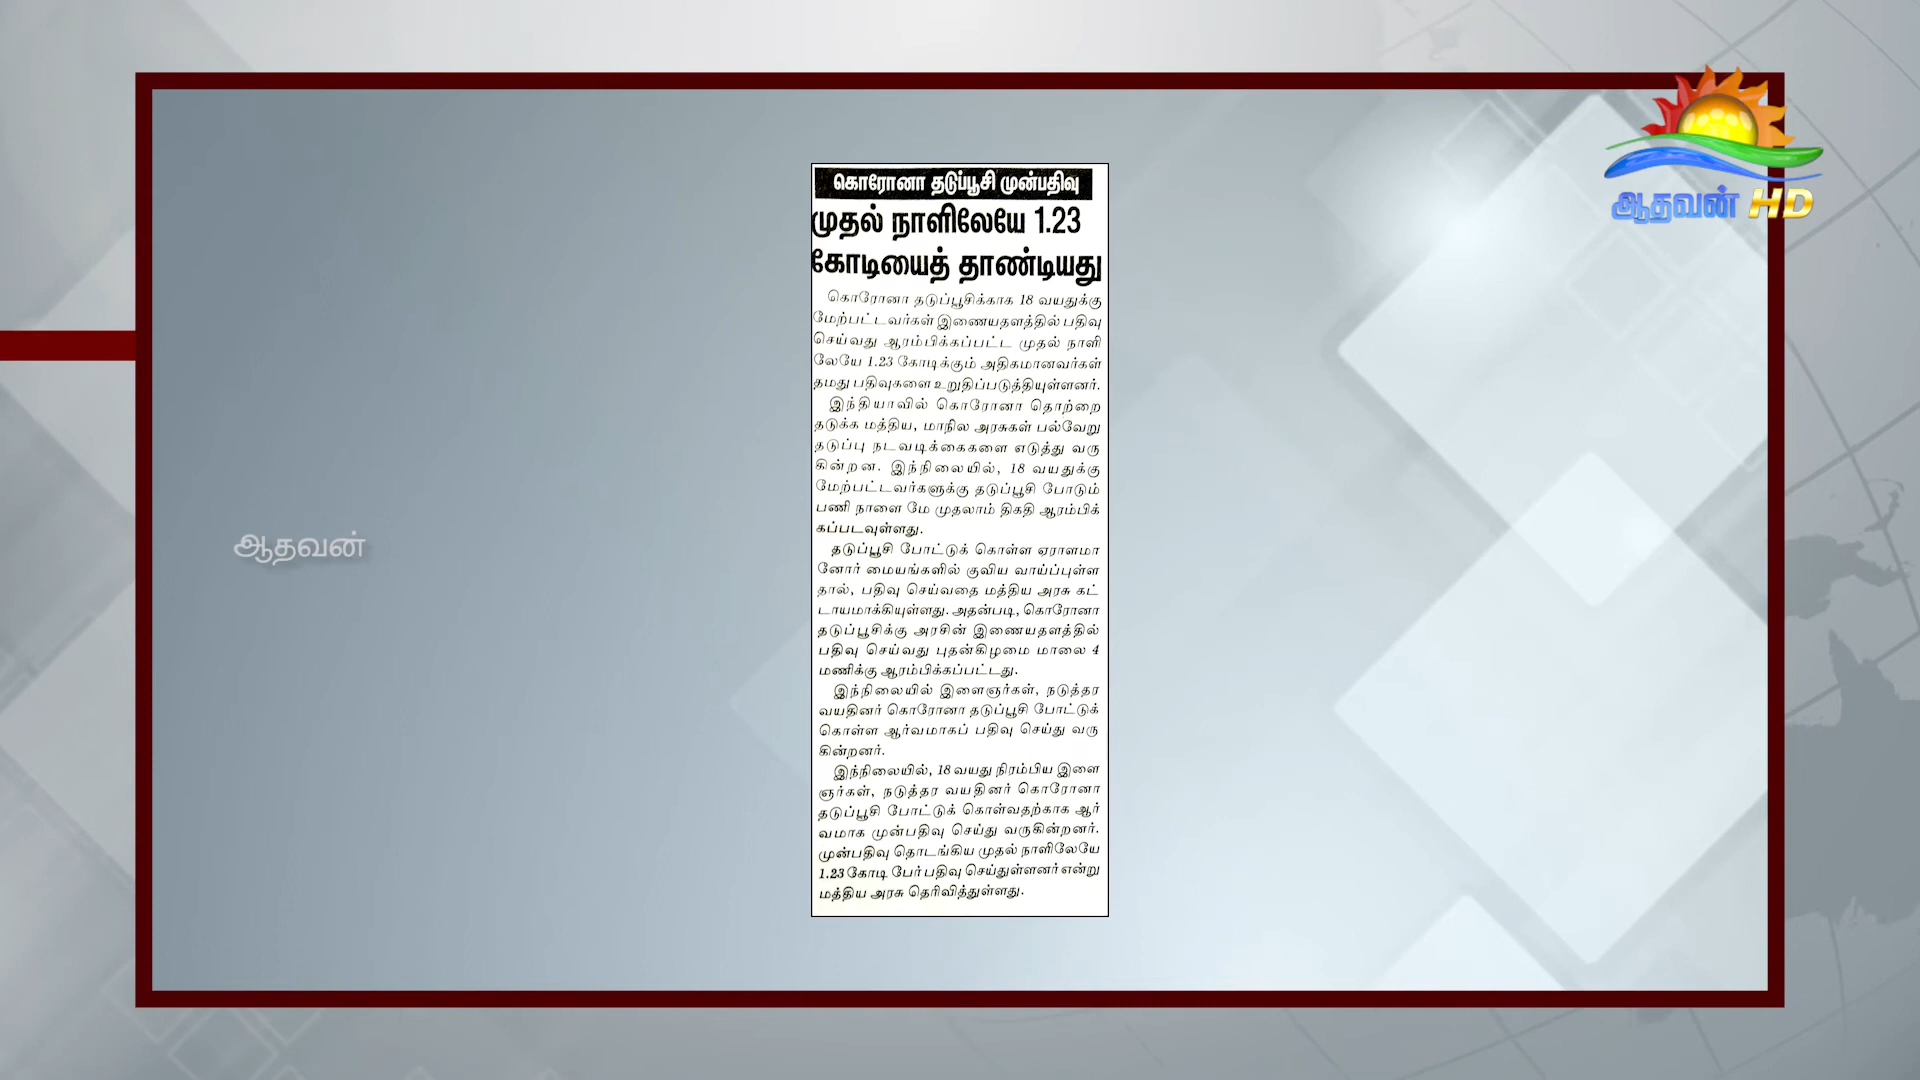 ஆதவன் HD
கொரோனா தடுப்பூசி முன்பதிவு
முதல் நாளிலேயே 1.23
கோடியைத் தாண்டியது
கொரோனா தடுப்பூசிக்காக 18 வயதுக்கு
மேற்பட்டவர்கள் இணையதளத்தில் பதிவு
செய்வது ஆரம்பிக்கப்பட்ட முதல் நாளி
லேயே 1.23 கோடிக்கும் அதிகமானவர்கள்
தமது பதிவுகளை உறுதிப்படுத்தியுள்ளனர்.
இந்தியாவில் கொரோனா தொற்றை
தடுக்க மத்திய, மாநில அரசுகள் பல்வேறு
தடுப்பு நடவடிக்கைகளை எடுத்து வரு
கின்றன. இந்நிலையில், 18 வயதுக்கு
மேற்பட்டவர்களுக்கு தடுப்பூசி போடும்
பணி நாளை மே முதலாம் திகதி ஆரம்பிக்
கப்படவுள்ளது.
தடுப்பூசி போட்டுக் கொள்ள ஏராளமா
னோர் மையங்களில் குவிய வாய்ப்புள்ள
தால், பதிவு செய்வதை மத்திய அரசு கட்
டாயமாக்கியுள்ளது. அதன்படி, கொரோனா
தடுப்பூசிக்கு அரசின் இணையதளத்தில்
பதிவு செய்வது புதன்கிழமை மாலை 4
மணிக்கு ஆரம்பிக்கப்பட்டது.
இந்நிலையில் இளைஞர்கள், நடுத்தர
வயதினர் கொரோனா தடுப்பூசி போட்டுக்
கொள்ள ஆர்வமாகப் பதிவு செய்து வரு
கின்றனர்.
இந்நிலையில், 18 வயது நிரம்பிய இளை
ஞர்கள், நடுத்தர வயதினர் கொரோனா
தடுப்பூசி போட்டுக் கொள்வதற்காக ஆர்
வமாக முன்பதிவு செய்து வருகின்றனர்.
முன்பதிவு தொடங்கிய முதல் நாளிலேயே
1.23 கோடி பேர் பதிவு செய்துள்ளனர் என்று
மத்திய அரசு தெரிவித்துள்ளது.
ஆதவன்